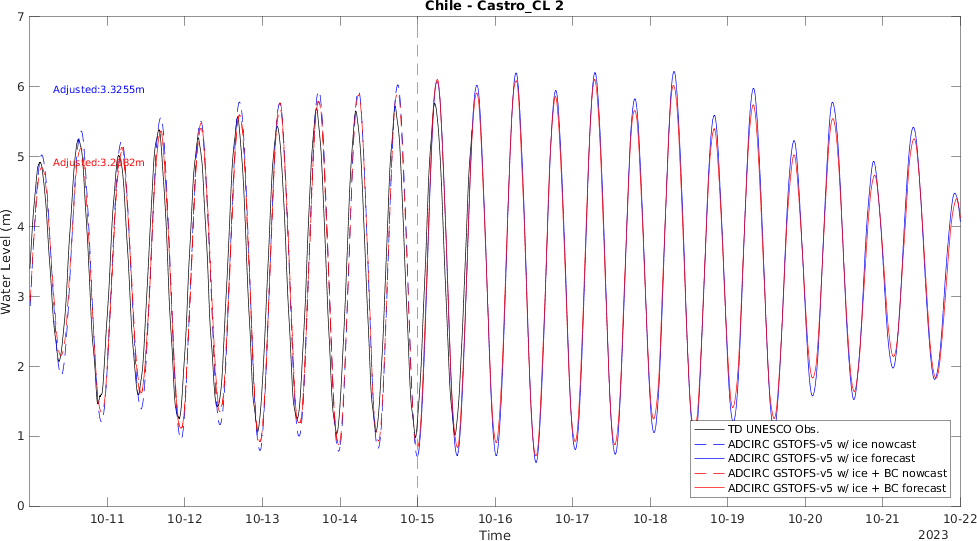 Chile - Castro_CL 2
7
6
5
4
3
2
1
0
Water Level (m)
Adjusted:3.3255m
Adjusted:3.2282m
TD UNESCO Obs.
ADCIRC GSTOFS-v5 w/ ice nowcast
ADCIRC GSTOFS-v5 w/ ice forecast
ADCIRC GSTOFS-v5 w/ ice + BC nowcast
ADCIRC GSTOFS-v5 w/ ice + BC forecast
10-11 10-12 10-13 10-14 10-15 10-16 10-17 10-18 10-19 10-20 10-21 10-22
Time
2023